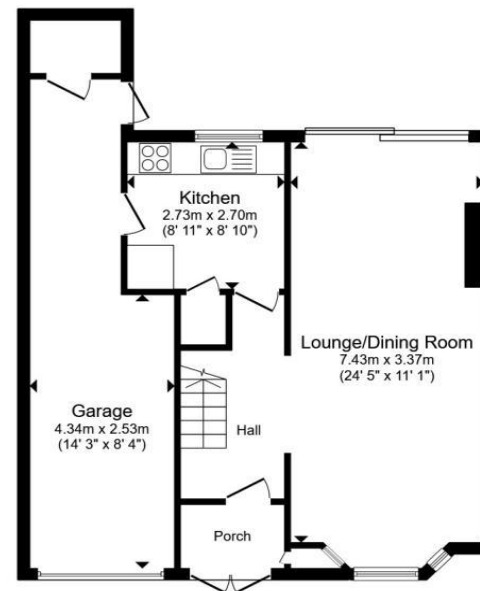 Kitchen
2.73m x 2.70m
(8' 11" x 8' 10")
Lounge/Dining Room
7.43m x 3.37m
(24' 5" x 11' 1")
Garage
4.34m x 2.53m
(14' 3" x 8' 4")
Hall
Porch